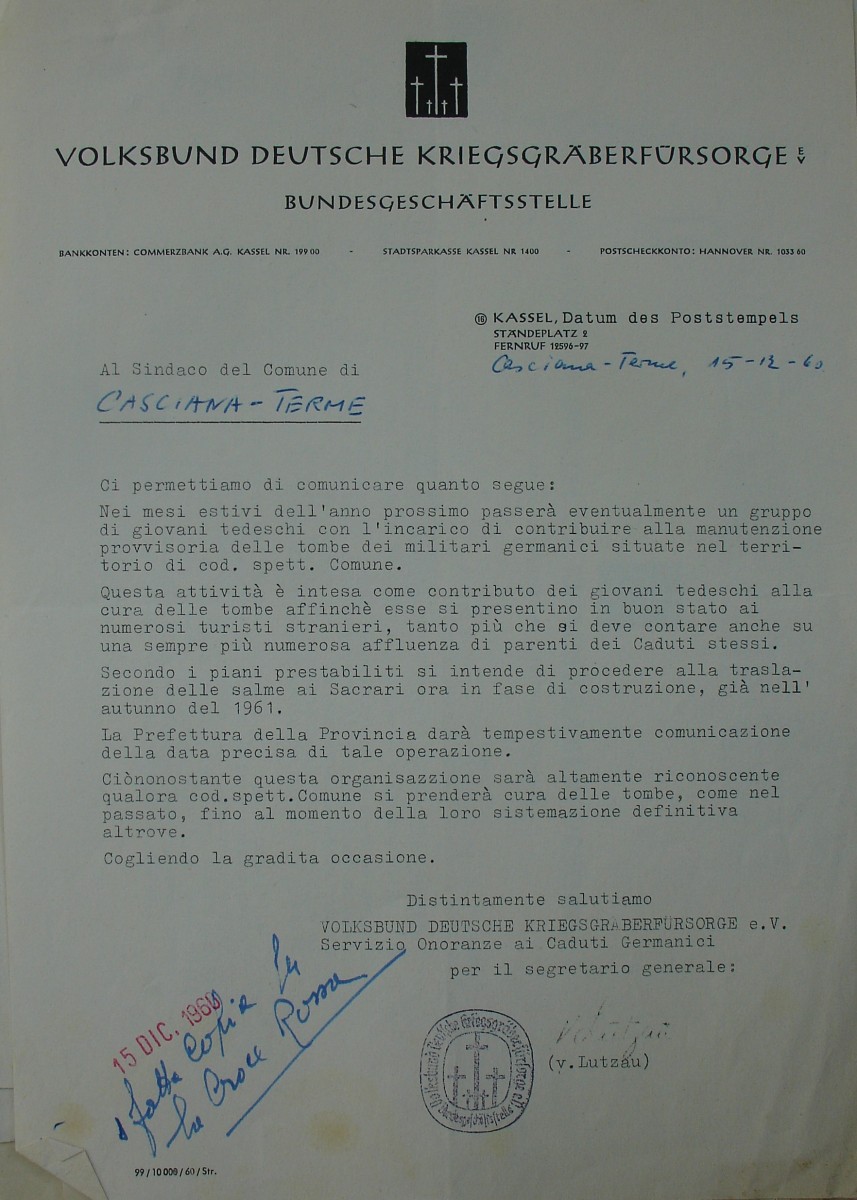 VOLKSBUND DEUTSCHE KRIEGSGRÄBERFÜRSORGE E V
BUNDESGESCHÄFTSSTELLE
BANKKONTEN: COMMERZBANK A.G. KASSEL NR. 199 00 - STADTSPARKASSE KASSEL NR 1400 - POSTSCHECKKONTO: HANNOVER NR. 1033 60
(16) KASSEL, Datum des Poststempels
STÄNDEPLATZ 2
FERNRUF 12596-97
Casciana-Terme, 15-12-60
Al Sindaco del Comune di
CASCIANA-TERME
Ci permettiamo di comunicare quanto segue:
Nei mesi estivi dell'anno prossimo passerà eventualmente un gruppo
di giovani tedeschi con l'incarico di contribuire alla manutenzione
provvisoria delle tombe dei militari germanici situate nel terri-
torio di cod. spett. Comune.
Questa attività è intesa come contributo dei giovani tedeschi alla
cura delle tombe affinchè esse si presentino in buon stato ai
numerosi turisti stranieri, tanto più che si deve contare anche su
una sempre più numerosa affluenza di parenti dei Caduti stessi.
Secondo i piani prestabiliti si intende di procedere alla trasla-
zione delle salme ai Sacrari ora in fase di costruzione, già nell'
autunno del 1961.
La Prefettura della Provincia darà tempestivamente comunicazione
della data precisa di tale operazione.
Ciònonostante questa organisazzione sarà altamente riconoscente
qualora cod.spett.Comune si prenderà cura delle tombe, come nel
passato, fino al momento della loro sistemazione definitiva
altrove.
Cogliendo la gradita occasione.
Distintamente salutiamo
VOLKSBUND DEUTSCHE KRIEGSGRABERFÜRSORGE e.V.
Servizio Onoranze ai Caduti Germanici
per il segretario generale:
(v.Lutzau)
15 DIC. 1960
fatta copia
la Croce Rossa
Volksbund Deutsche Kriegsgräberfürsorge e.V.
Bundesgeschäftsstelle
99/10000/60/Str.